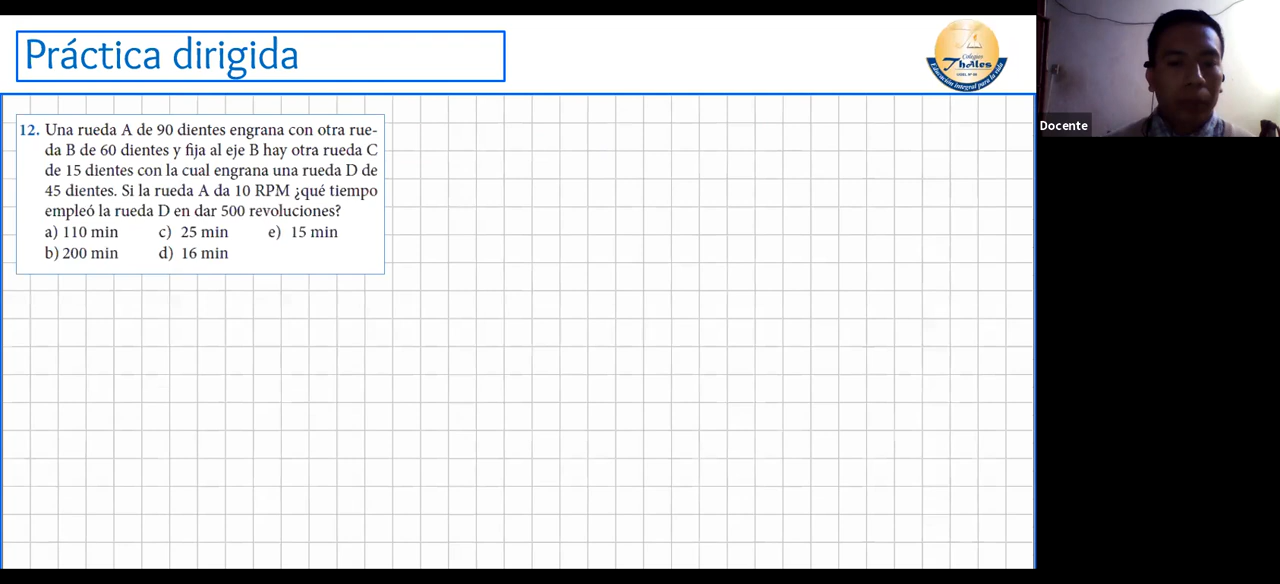 Práctica dirigida
Colegio
Thales
UGEL Nº 06
Educación integral para la vida
Docente
12. Una rueda A de 90 dientes engrana con otra rue-
da B de 60 dientes y fija al eje B hay otra rueda C
de 15 dientes con la cual engrana una rueda D de
45 dientes. Si la rueda A da 10 RPM ¿qué tiempo
empleó la rueda D en dar 500 revoluciones?
a) 110 min c) 25 min e) 15 min
b) 200 min d) 16 min